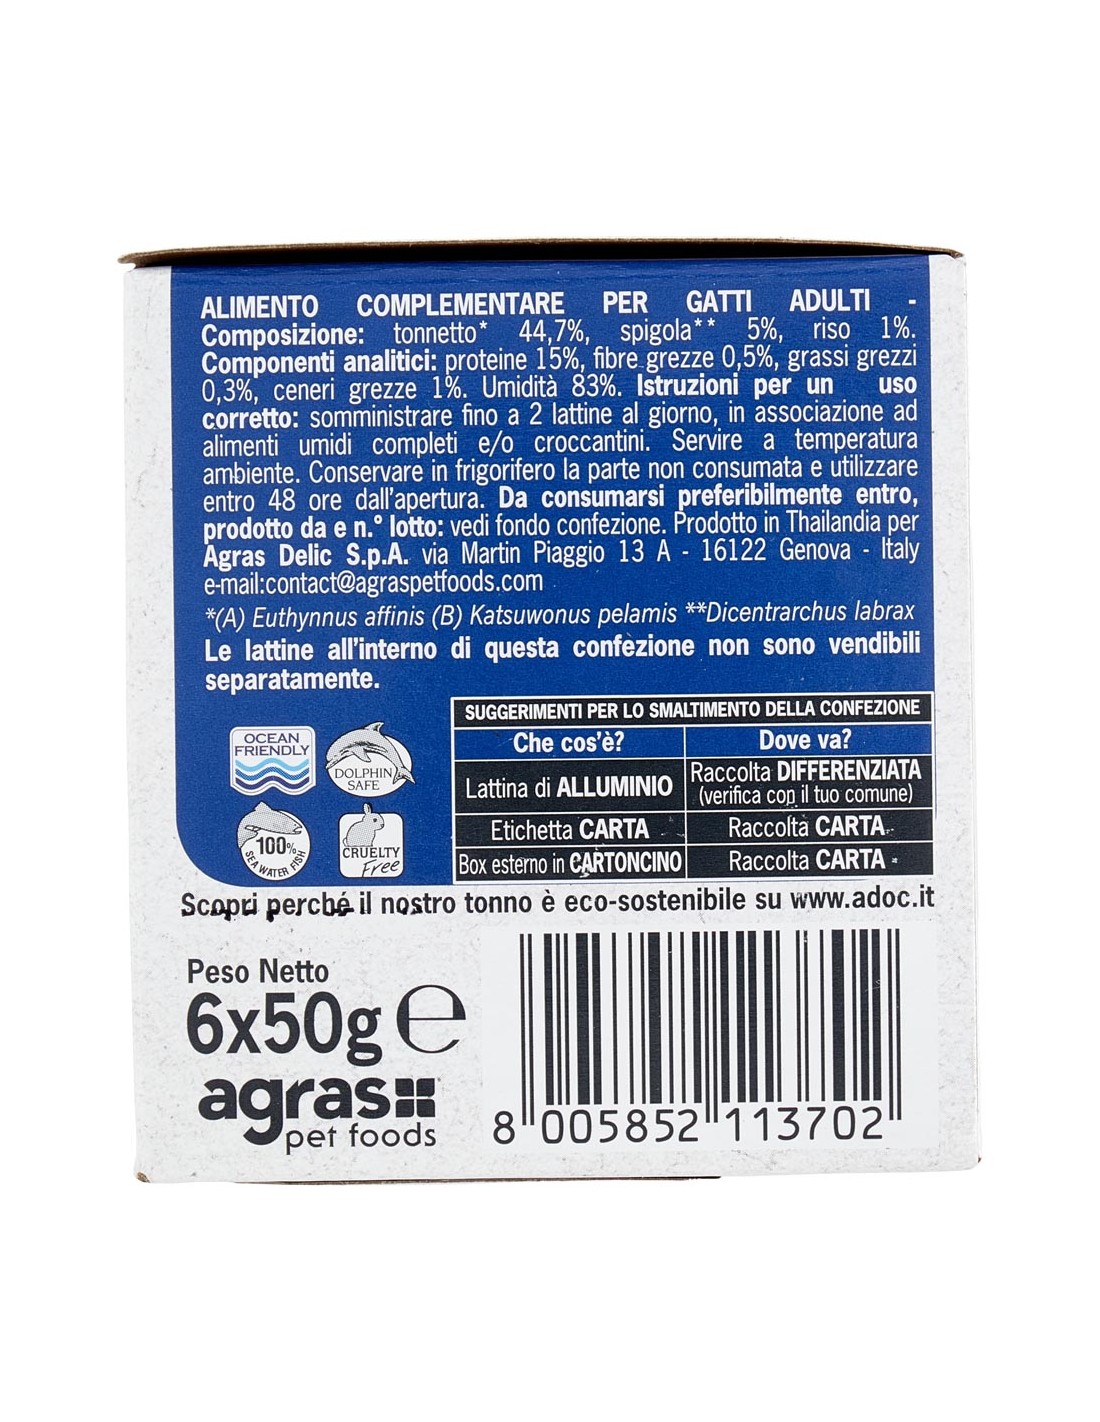 ALIMENTO COMPLEMENTARE PER GATTI ADULTI -
Composizione: tonnetto* 44,7%, spigola** 5%, riso 1%.
Componenti analitici: proteine 15%, fibre grezze 0,5%, grassi grezzi
0,3%, ceneri grezze 1%. Umidità 83%. Istruzioni per un uso
corretto: somministrare fino a 2 lattine al giorno, in associazione ad
alimenti umidi completi e/o croccantini. Servire a temperatura
ambiente. Conservare in frigorifero la parte non consumata e utilizzare
entro 48 ore dall'apertura. Da consumarsi preferibilmente entro,
prodotto da e n.° lotto: vedi fondo confezione. Prodotto in Thailandia per
Agras Delic S.p.A. via Martin Piaggio 13 A - 16122 Genova - Italy
e-mail:contact@agraspetfoods.com
*(A) Euthynnus affinis (B) Katsuwonus pelamis **Dicentrarchus labrax
Le lattine all'interno di questa confezione non sono vendibili
separatamente.
SUGGERIMENTI PER LO SMALTIMENTO DELLA CONFEZIONE
Che cos'è? Dove va?
Lattina di ALLUMINIO Raccolta DIFFERENZIATA
(verifica con il tuo comune)
Etichetta CARTA Raccolta CARTA
Box esterno in CARTONCINO Raccolta CARTA
OCEAN
FRIENDLY
DOLPHIN
SAFE
100%
SEA WATER FISH
CRUELTY
Free
Scopri perché il nostro tonno è eco-sostenibile su www.adoc.it
Peso Netto
6x50g e
agras
pet foods
8 005852 113702